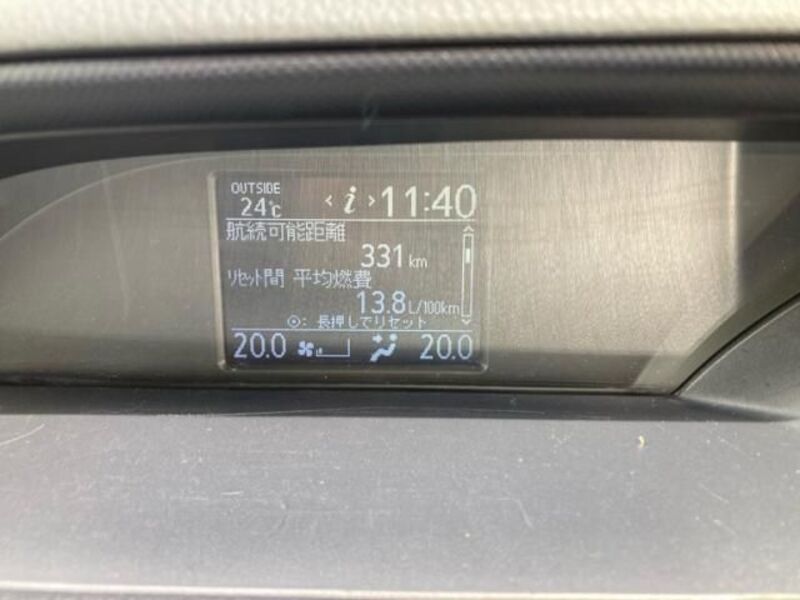 OUTSIDE
24℃ < i > 11:40
航続可能距離
331 km
リセット間 平均燃費
13.8 L/100km
⦿: 長押しでリセット
20.0 20.0